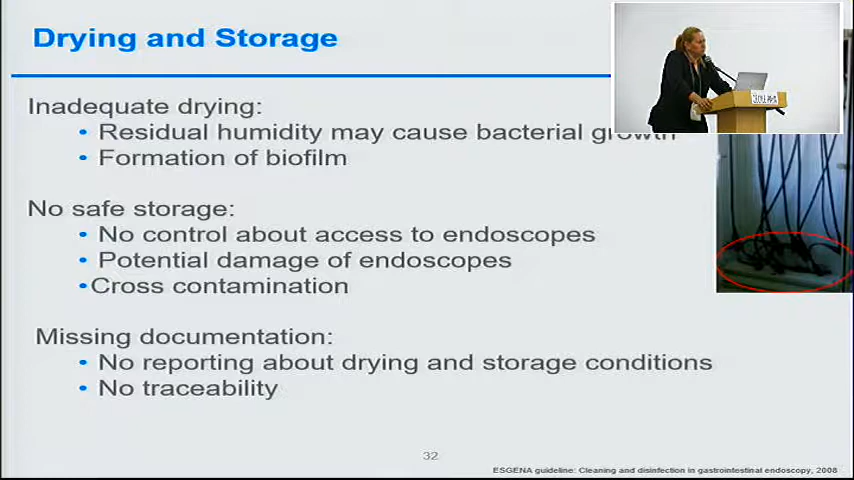 Drying and Storage
Inadequate drying:
• Residual humidity may cause bacterial growth
• Formation of biofilm
No safe storage:
• No control about access to endoscopes
• Potential damage of endoscopes
•Cross contamination
Missing documentation:
• No reporting about drying and storage conditions
• No traceability
32
ESGENA guideline: Cleaning and disinfection in gastrointestinal endoscopy, 2008